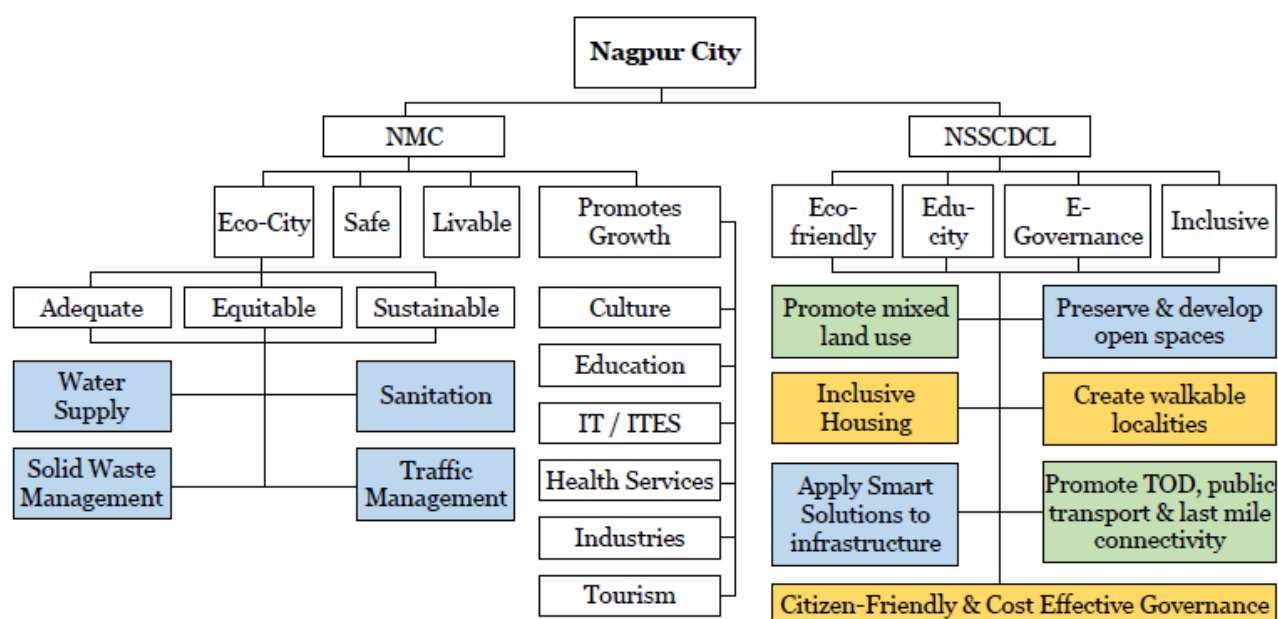 Nagpur City
NMC
NSSCDCL
Eco-City
Safe
Livable
Promotes
Growth
Eco-
friendly
Edu-
city
E-
Governance
Inclusive
Adequate
Equitable
Sustainable
Water
Supply
Sanitation
Solid Waste
Management
Traffic
Management
Culture
Education
IT / ITES
Health Services
Industries
Tourism
Promote mixed
land use
Preserve & develop
open spaces
Inclusive
Housing
Create walkable
localities
Apply Smart
Solutions to
infrastructure
Promote TOD, public
transport & last mile
connectivity
Citizen-Friendly & Cost Effective Governance